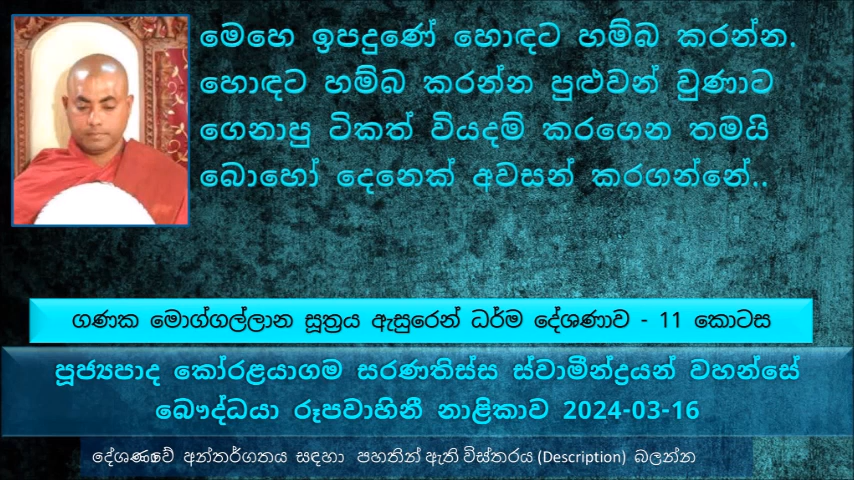 මෙහෙ ඉපදුණේ හොඳට හම්බ කරන්න.
හොඳට හම්බ කරන්න පුළුවන් වුණාට
ගෙනාපු ටිකත් වියදම් කරගෙන තමයි
බොහෝ දෙනෙක් අවසන් කරගන්නේ..
ගණක මොග්ගල්ලාන සූත්‍රය ඇසුරෙන් ධර්ම දේශණාව - 11 කොටස
පූජ්‍යපාද කෝරළයාගම සරණතිස්ස ස්වාමීන්ද්‍රයන් වහන්සේ
බෞද්ධයා රූපවාහිනී නාළිකාව 2024-03-16
දේශණාවේ අන්තර්ගතය සඳහා පහතින් ඇති විස්තරය (Description) බලන්න